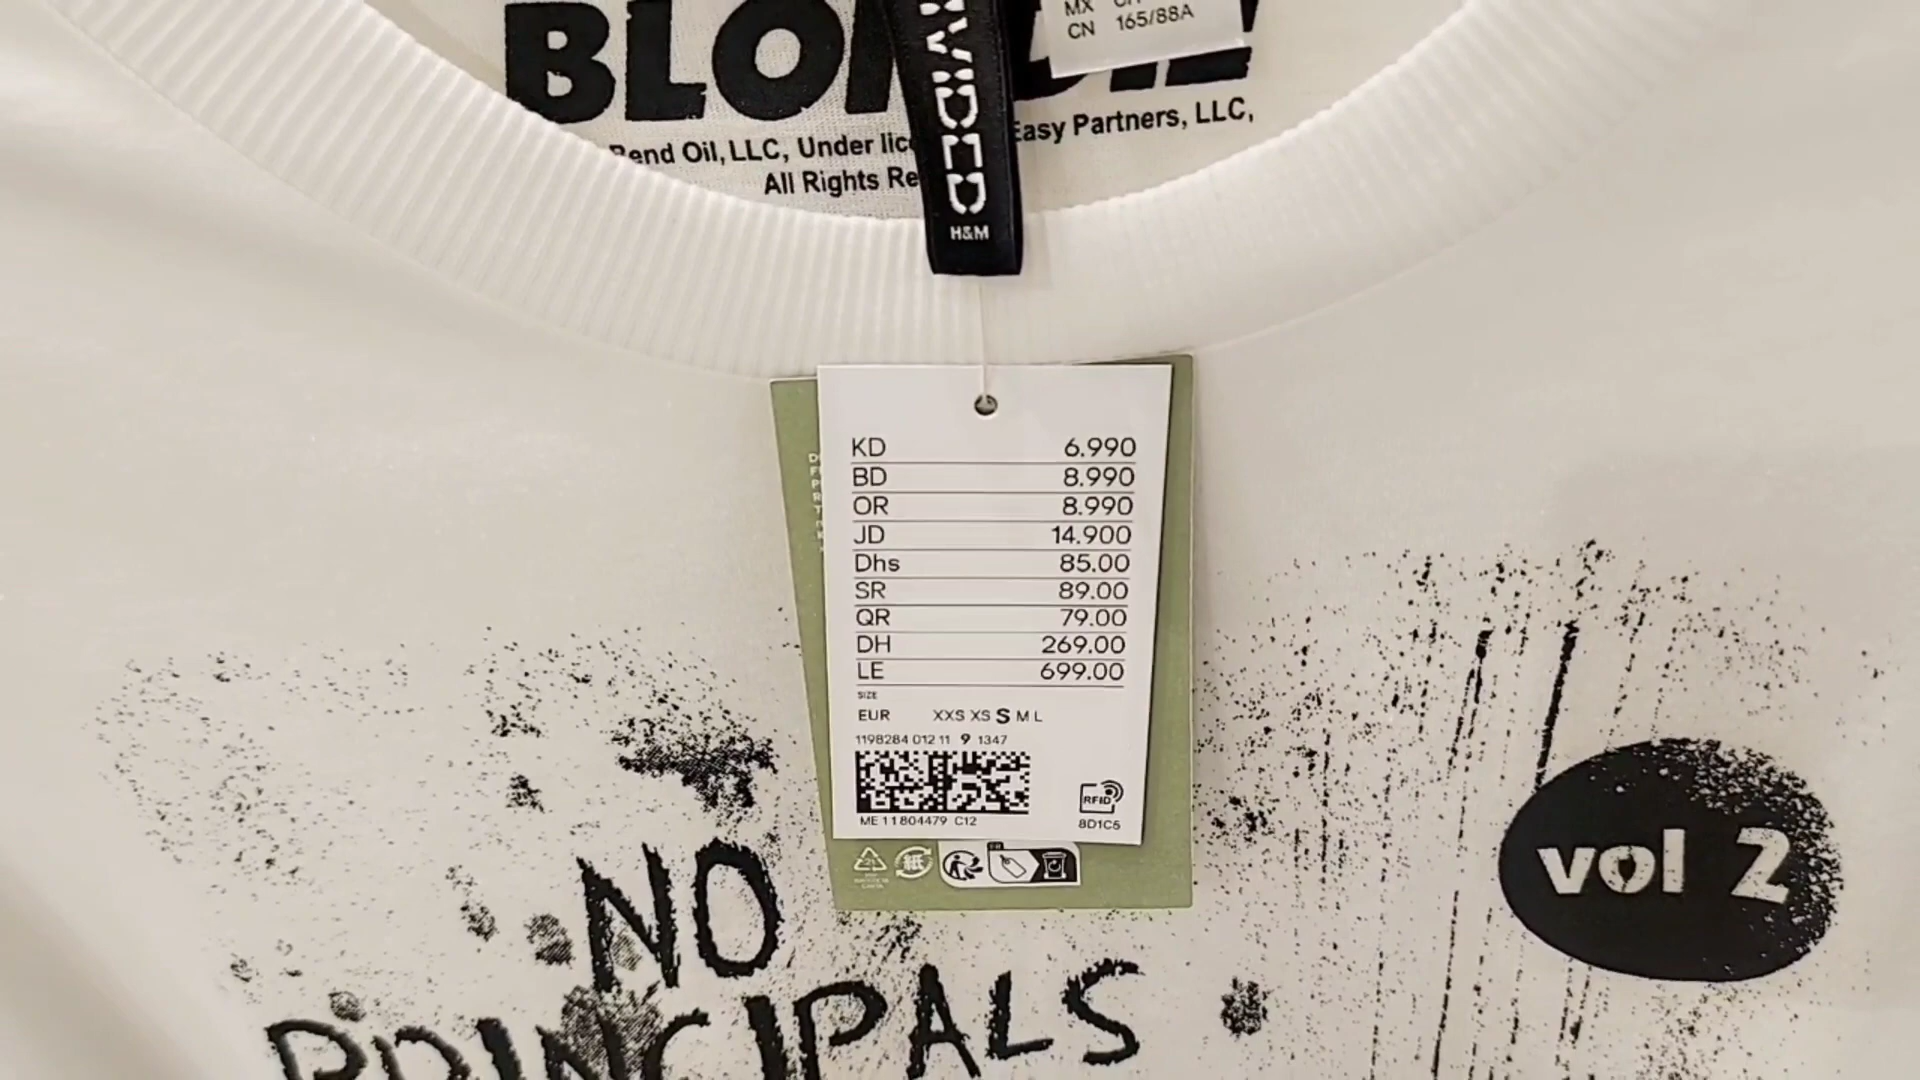 MX
CN 165/88A
H&M
Bend Oil, LLC, Under
Easy Partners, LLC,
All Rights
KD 6.990
BD 8.990
OR 8.990
JD 14.900
Dhs 85.00
SR 89.00
QR 79.00
DH 269.00
LE 699.00
SIZE
EUR XXS XS S M L
1198284 012 11 9 1347
RFID
ME 11804479 C12
8D1C5
紙
vol 2
NO
PRINCIPALS